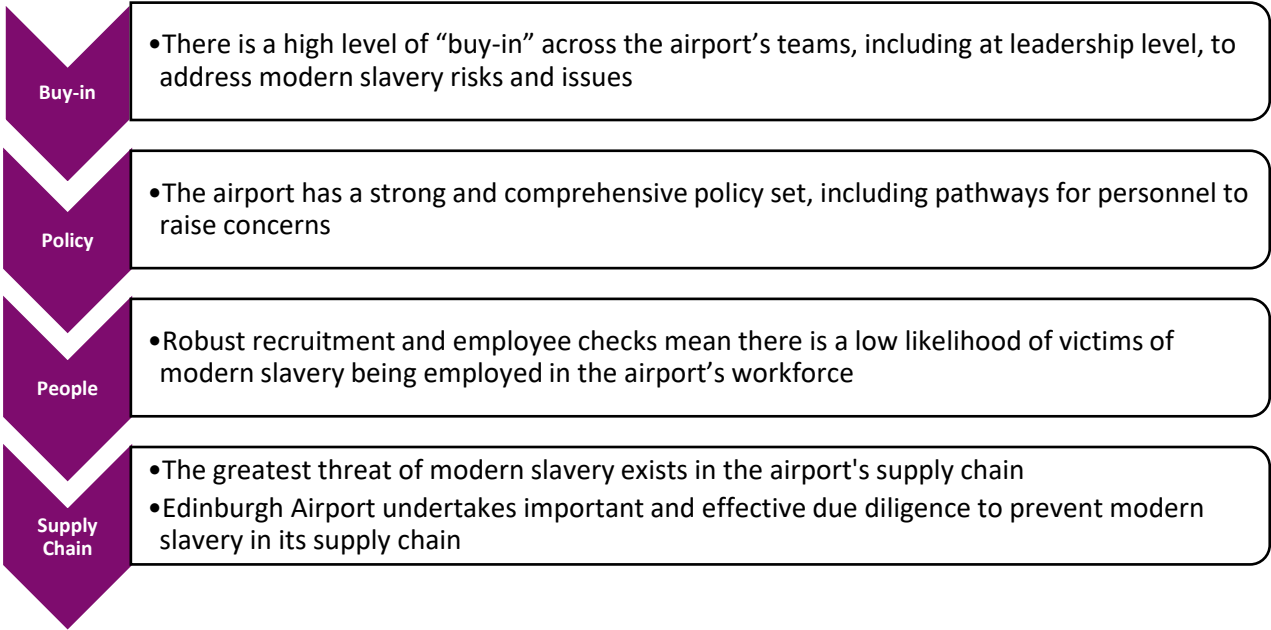 Buy-in
•There is a high level of “buy-in” across the airport’s teams, including at leadership level, to
address modern slavery risks and issues
Policy
•The airport has a strong and comprehensive policy set, including pathways for personnel to
raise concerns
People
•Robust recruitment and employee checks mean there is a low likelihood of victims of
modern slavery being employed in the airport’s workforce
Supply
Chain
•The greatest threat of modern slavery exists in the airport's supply chain
•Edinburgh Airport undertakes important and effective due diligence to prevent modern
slavery in its supply chain